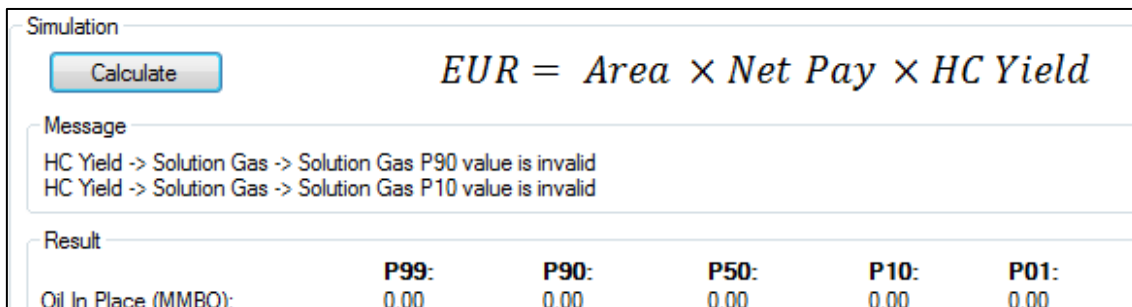 Simulation
Calculate
EUR = Area × Net Pay × HC Yield
Message
HC Yield -> Solution Gas -> Solution Gas P90 value is invalid
HC Yield -> Solution Gas -> Solution Gas P10 value is invalid
Result
P99: P90: P50: P10: P01:
Oil In Place (MMBO): 0.00 0.00 0.00 0.00 0.00